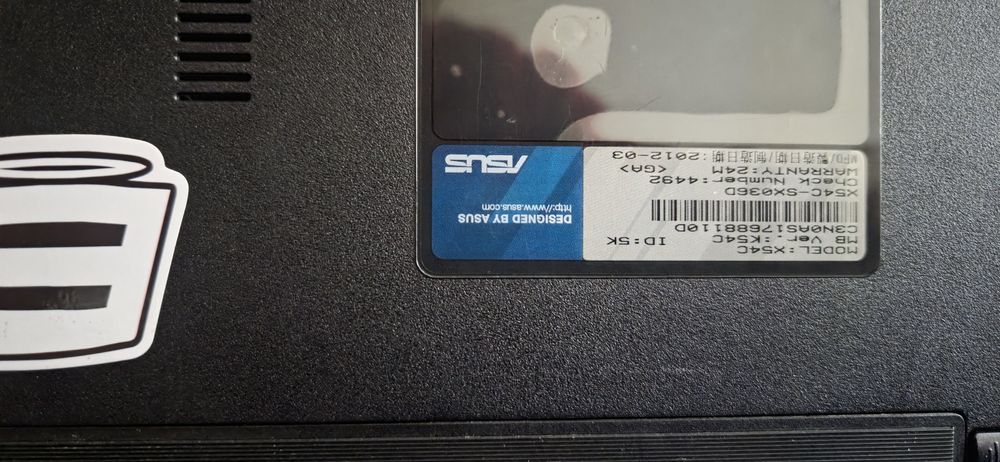 MODEL:X54C
MB Ver.:K54C ID:5K
C3N0AS17688110D
X54C-SX036D
Check Number:4492
WARRANTY:24M <GA>
MFD/製造日期/制造日期:2012-03
DESIGNED BY ASUS
http://www.asus.com
ASUS